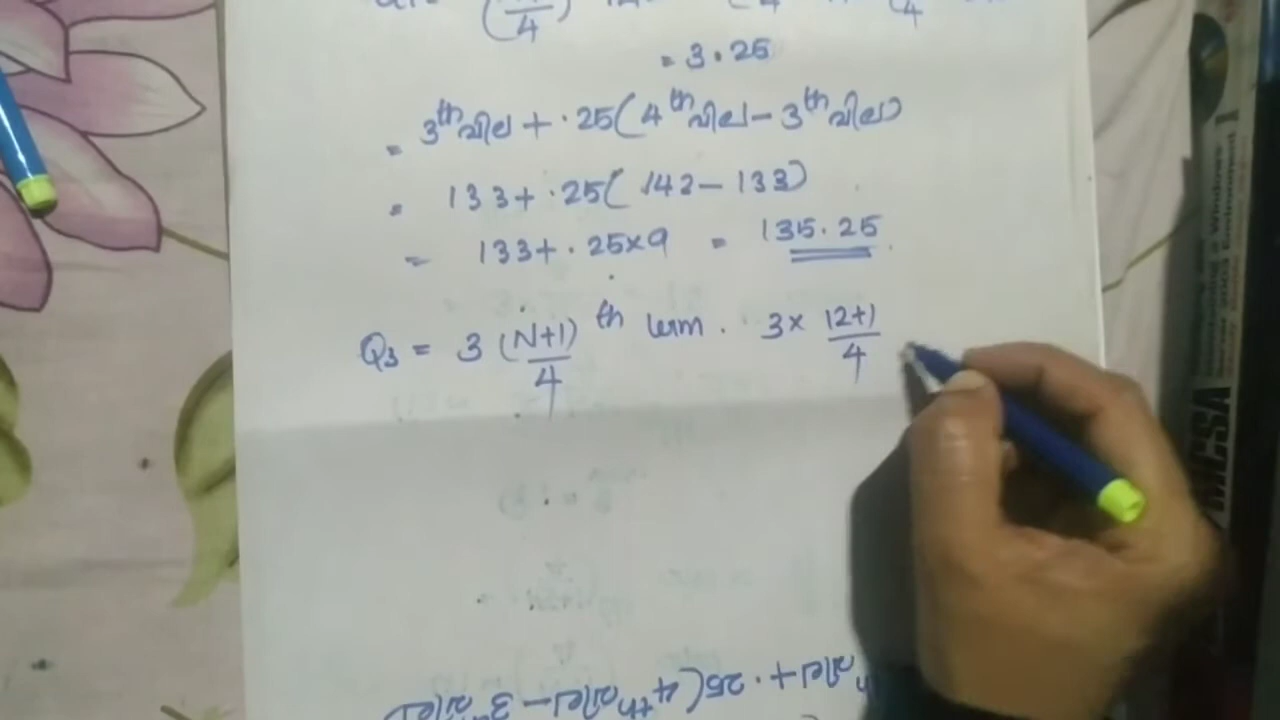 = 3.25
= 3th വില + .25( 4th വില - 3th വില)
= 133 + .25( 142 - 133)
= 133 + .25×9 = 135.25
Q3 = 3 (N+1)/4 th term. 3 × 12+1/4
MCSA